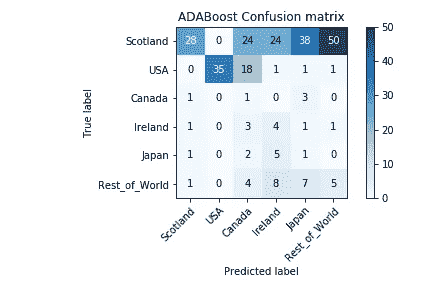 ADABoost Confusion matrix
Scotland 28 0 24 24 38 50
USA 0 35 18 1 1 1
Canada 1 0 1 0 3 0
Ireland 1 0 3 4 1 1
Japan 1 0 2 5 1 0
Rest_of_World 1 0 4 8 7 5
Scotland USA Canada Ireland Japan Rest_of_World
True label
Predicted label
50
40
30
20
10
0